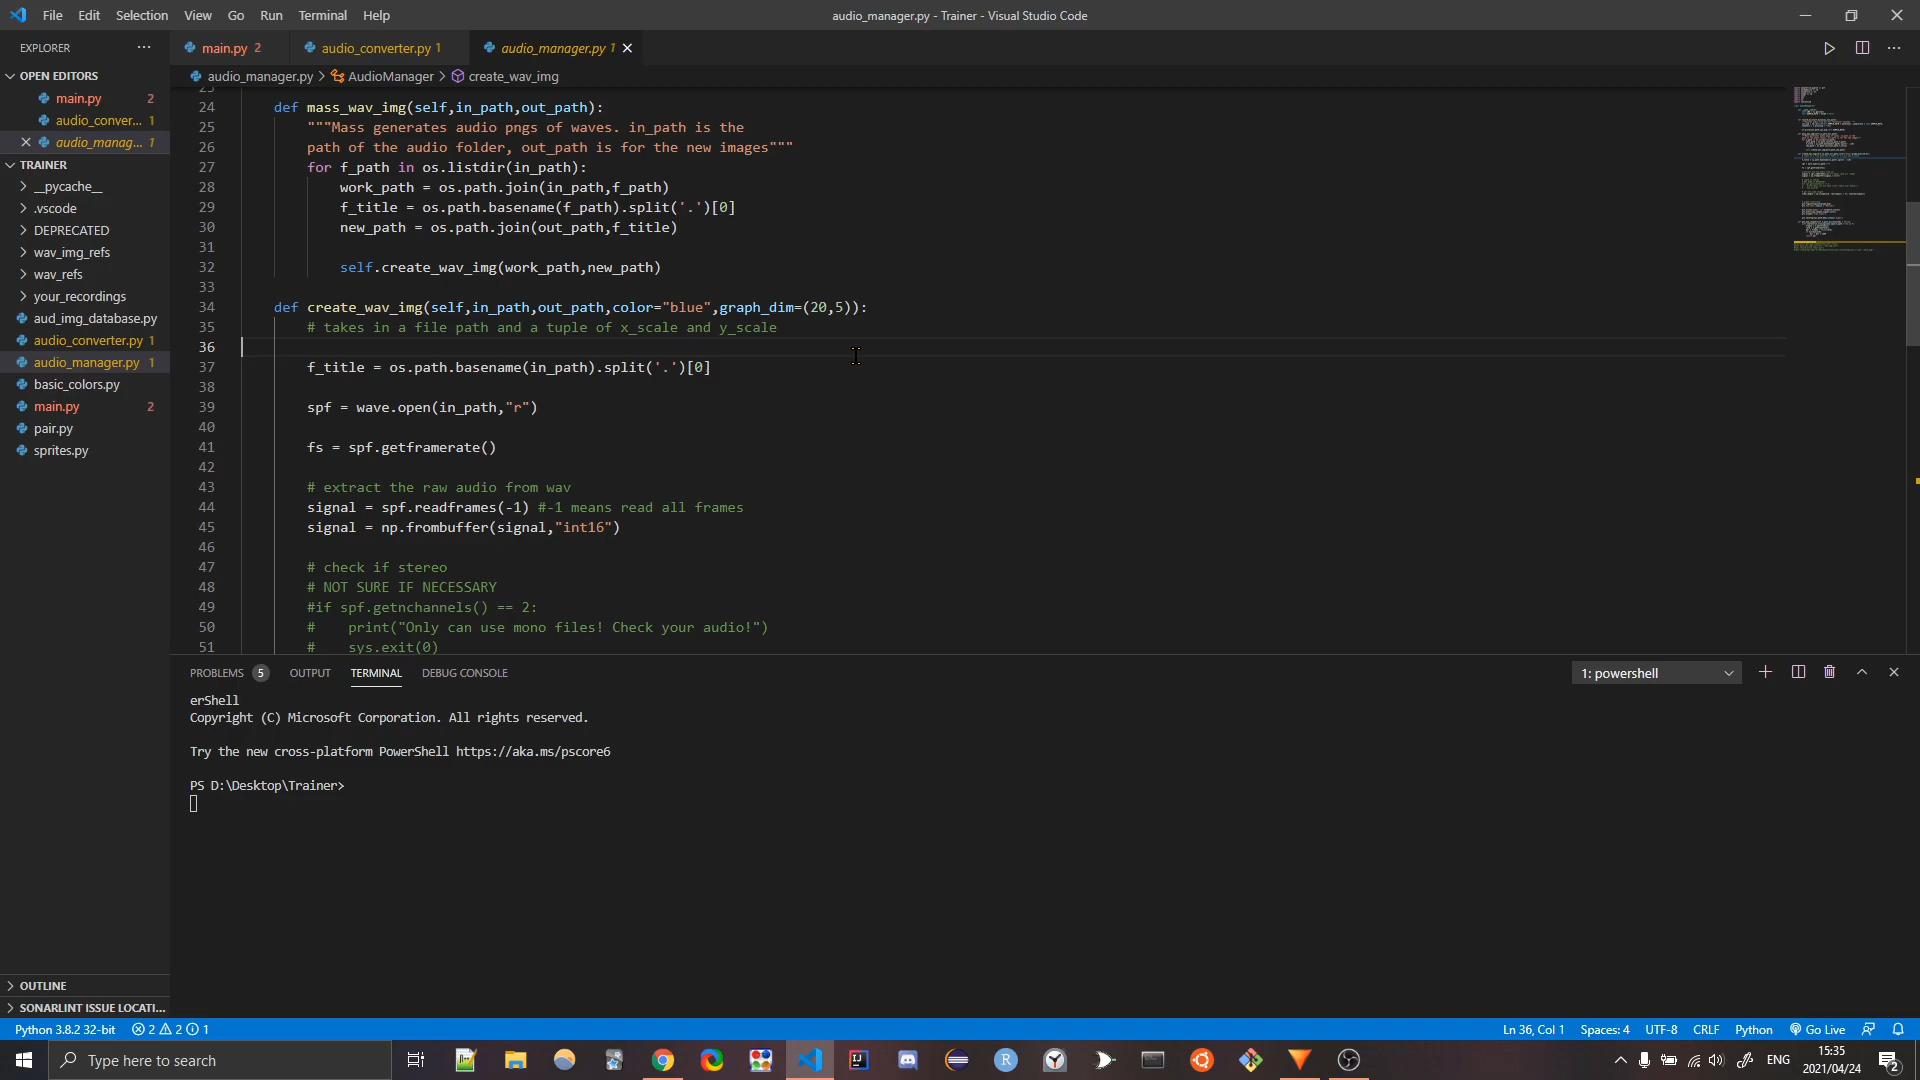 File Edit Selection View Go Run Terminal Help
audio_manager.py - Trainer - Visual Studio Code
EXPLORER
OPEN EDITORS
main.py 2
audio_conver... 1
audio_manag... 1
TRAINER
__pycache__
.vscode
DEPRECATED
wav_img_refs
wav_refs
your_recordings
aud_img_database.py
audio_converter.py 1
audio_manager.py 1
basic_colors.py
main.py 2
pair.py
sprites.py
OUTLINE
SONARLINT ISSUE LOCATI...
main.py 2
audio_converter.py 1
audio_manager.py 1
audio_manager.py > AudioManager > create_wav_img
23
24 def mass_wav_img(self,in_path,out_path):
25 """Mass generates audio pngs of waves. in_path is the
26 path of the audio folder, out_path is for the new images"""
27 for f_path in os.listdir(in_path):
28 work_path = os.path.join(in_path,f_path)
29 f_title = os.path.basename(f_path).split('.')[0]
30 new_path = os.path.join(out_path,f_title)
31
32 self.create_wav_img(work_path,new_path)
33
34 def create_wav_img(self,in_path,out_path,color="blue",graph_dim=(20,5)):
35 # takes in a file path and a tuple of x_scale and y_scale
36
37 f_title = os.path.basename(in_path).split('.')[0]
38
39 spf = wave.open(in_path,"r")
40
41 fs = spf.getframerate()
42
43 # extract the raw audio from wav
44 signal = spf.readframes(-1) #-1 means read all frames
45 signal = np.frombuffer(signal,"int16")
46
47 # check if stereo
48 # NOT SURE IF NECESSARY
49 #if spf.getnchannels() == 2:
50 # print("Only can use mono files! Check your audio!")
51 # sys.exit(0)
PROBLEMS 5 OUTPUT TERMINAL DEBUG CONSOLE
1: powershell
erShell
Copyright (C) Microsoft Corporation. All rights reserved.
Try the new cross-platform PowerShell https://aka.ms/pscore6
PS D:\Desktop\Trainer>
Python 3.8.2 32-bit 2 2 1
Ln 36, Col 1 Spaces: 4 UTF-8 CRLF Python Go Live
Type here to search
ENG
15:35
2021/04/24
2